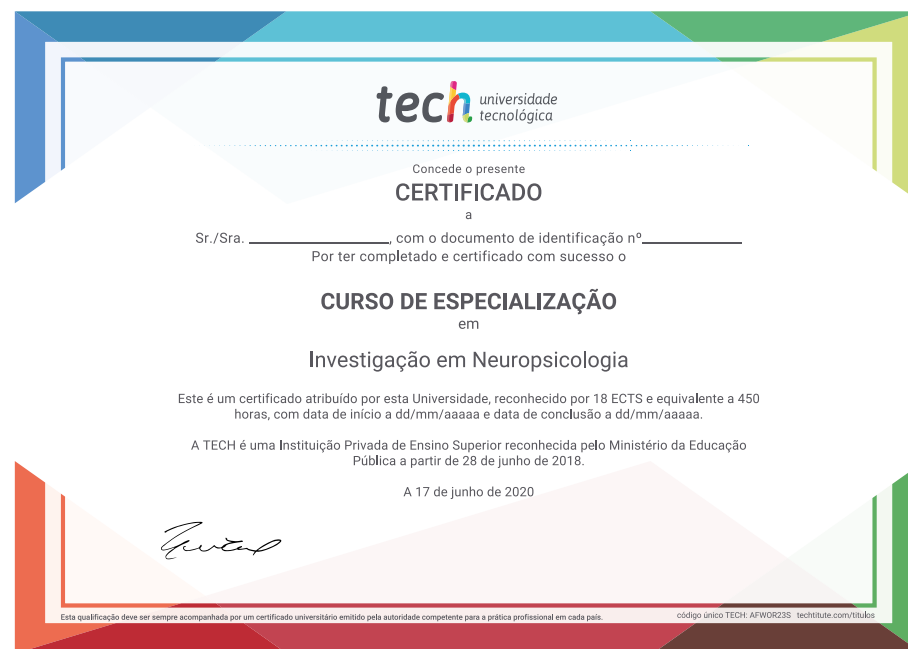 tech universidade
tecnológica
Concede o presente
CERTIFICADO
a
Sr./Sra. ____________________, com o documento de identificação nº______________
Por ter completado e certificado com sucesso o
CURSO DE ESPECIALIZAÇÃO
em
Investigação em Neuropsicologia
Este é um certificado atribuído por esta Universidade, reconhecido por 18 ECTS e equivalente a 450
horas, com data de início a dd/mm/aaaaa e data de conclusão a dd/mm/aaaaa.
A TECH é uma Instituição Privada de Ensino Superior reconhecida pelo Ministério da Educação
Pública a partir de 28 de junho de 2018.
A 17 de junho de 2020
Esta qualificação deve ser sempre acompanhada por um certificado universitário emitido pela autoridade competente para a prática profissional em cada país.
código único TECH: AFWOR23S techtitute.com/titulos